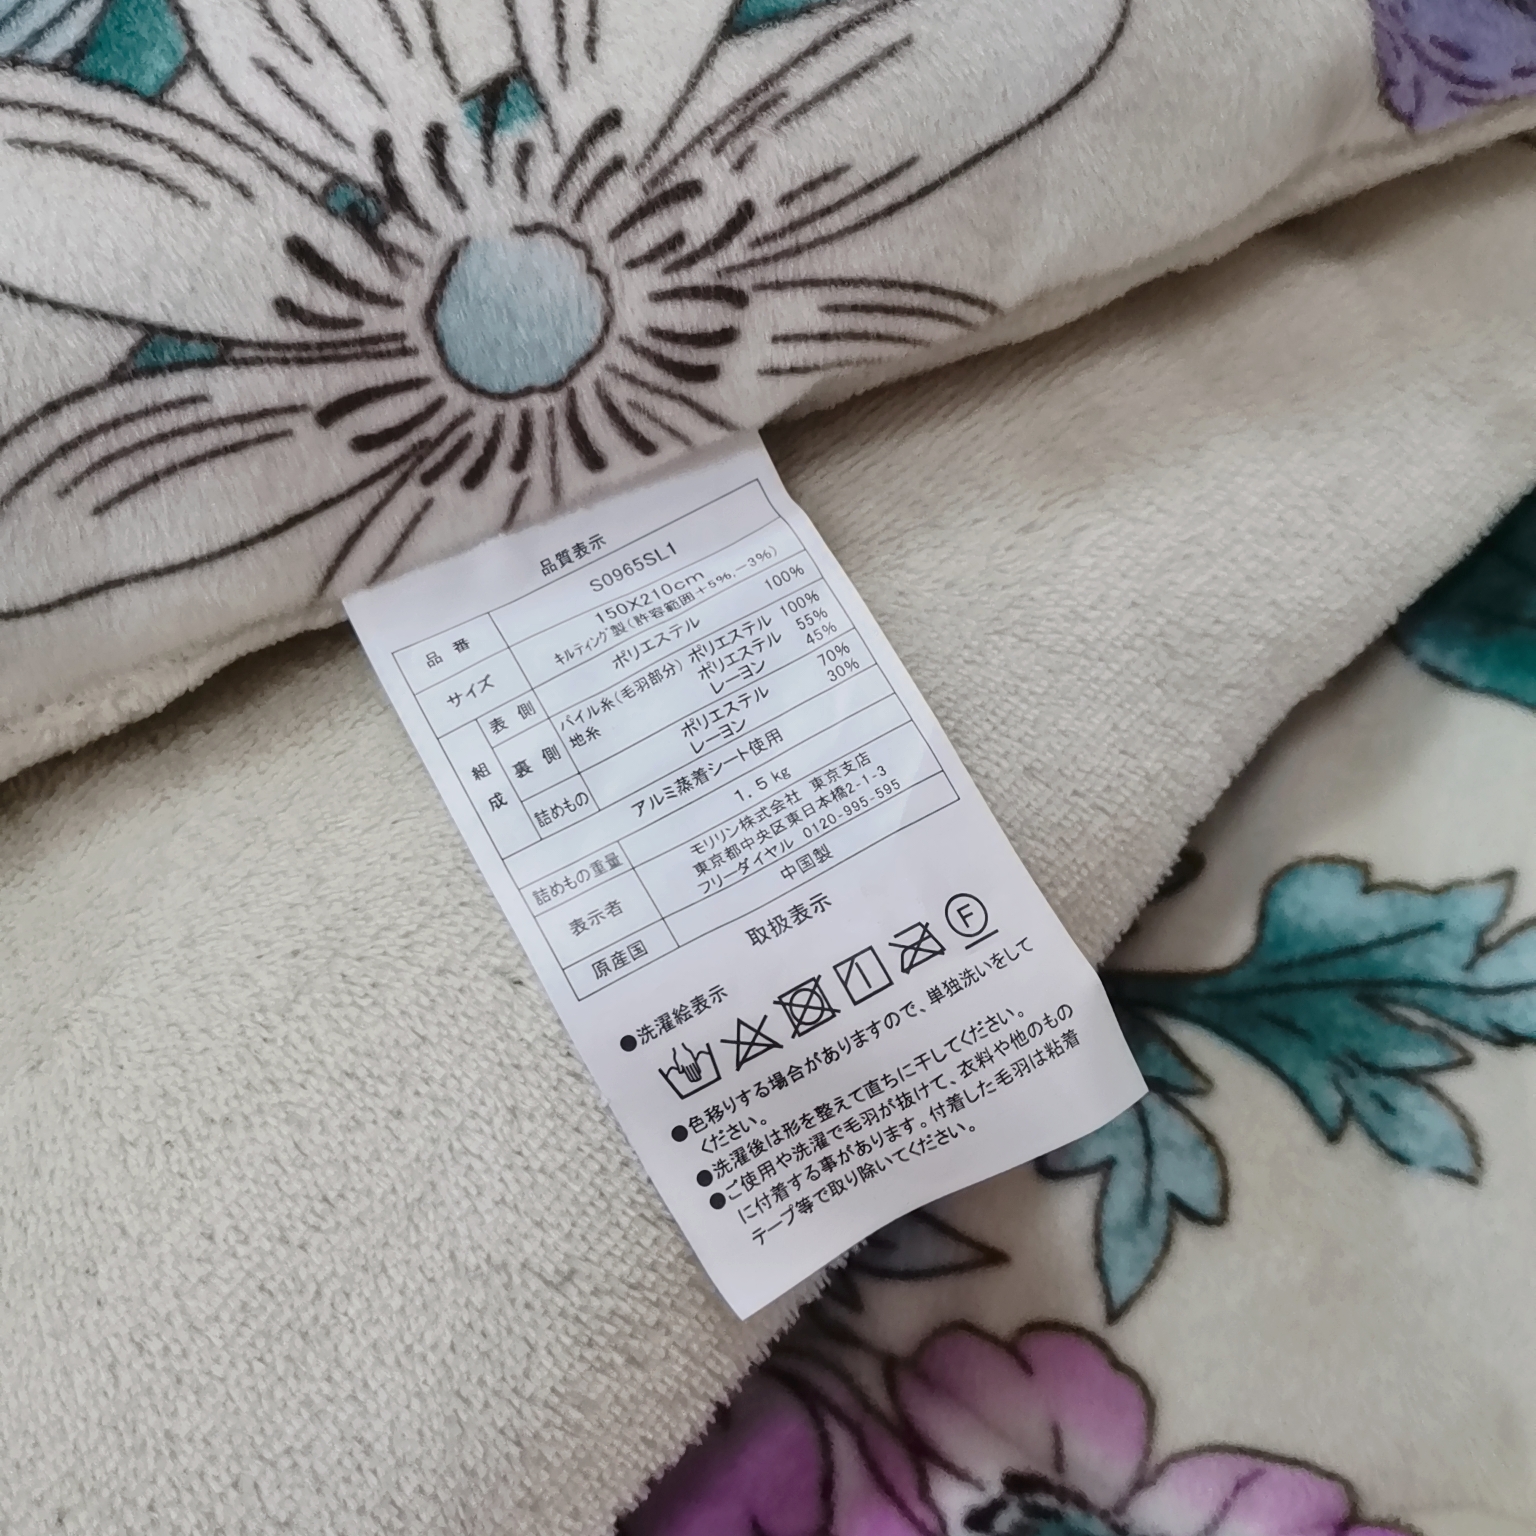 品質表示
品 番 S0965SL1
サイズ 150×210cm
キルティング製(許容範囲+5%.-3%)
組成 表 側 ポリエステル 100%
裏 側 パイル糸(毛羽部分) ポリエステル 100%
地糸 ポリエステル 55%
レーヨン 45%
詰めもの ポリエステル 70%
レーヨン 30%
アルミ蒸着シート使用
詰めもの重量 1.5kg
表示者 モリリン株式会社 東京支店
東京都中央区東日本橋2-1-3
フリーダイヤル 0120-995-595
原産国 中国製
取扱表示
●洗濯絵表示
F
●色移りする場合がありますので、単独洗いをして
ください。
●洗濯後は形を整えて直ちに干してください。
●ご使用や洗濯で毛羽が抜けて、衣料や他のもの
に付着する事があります。付着した毛羽は粘着
テープ等で取り除いてください。